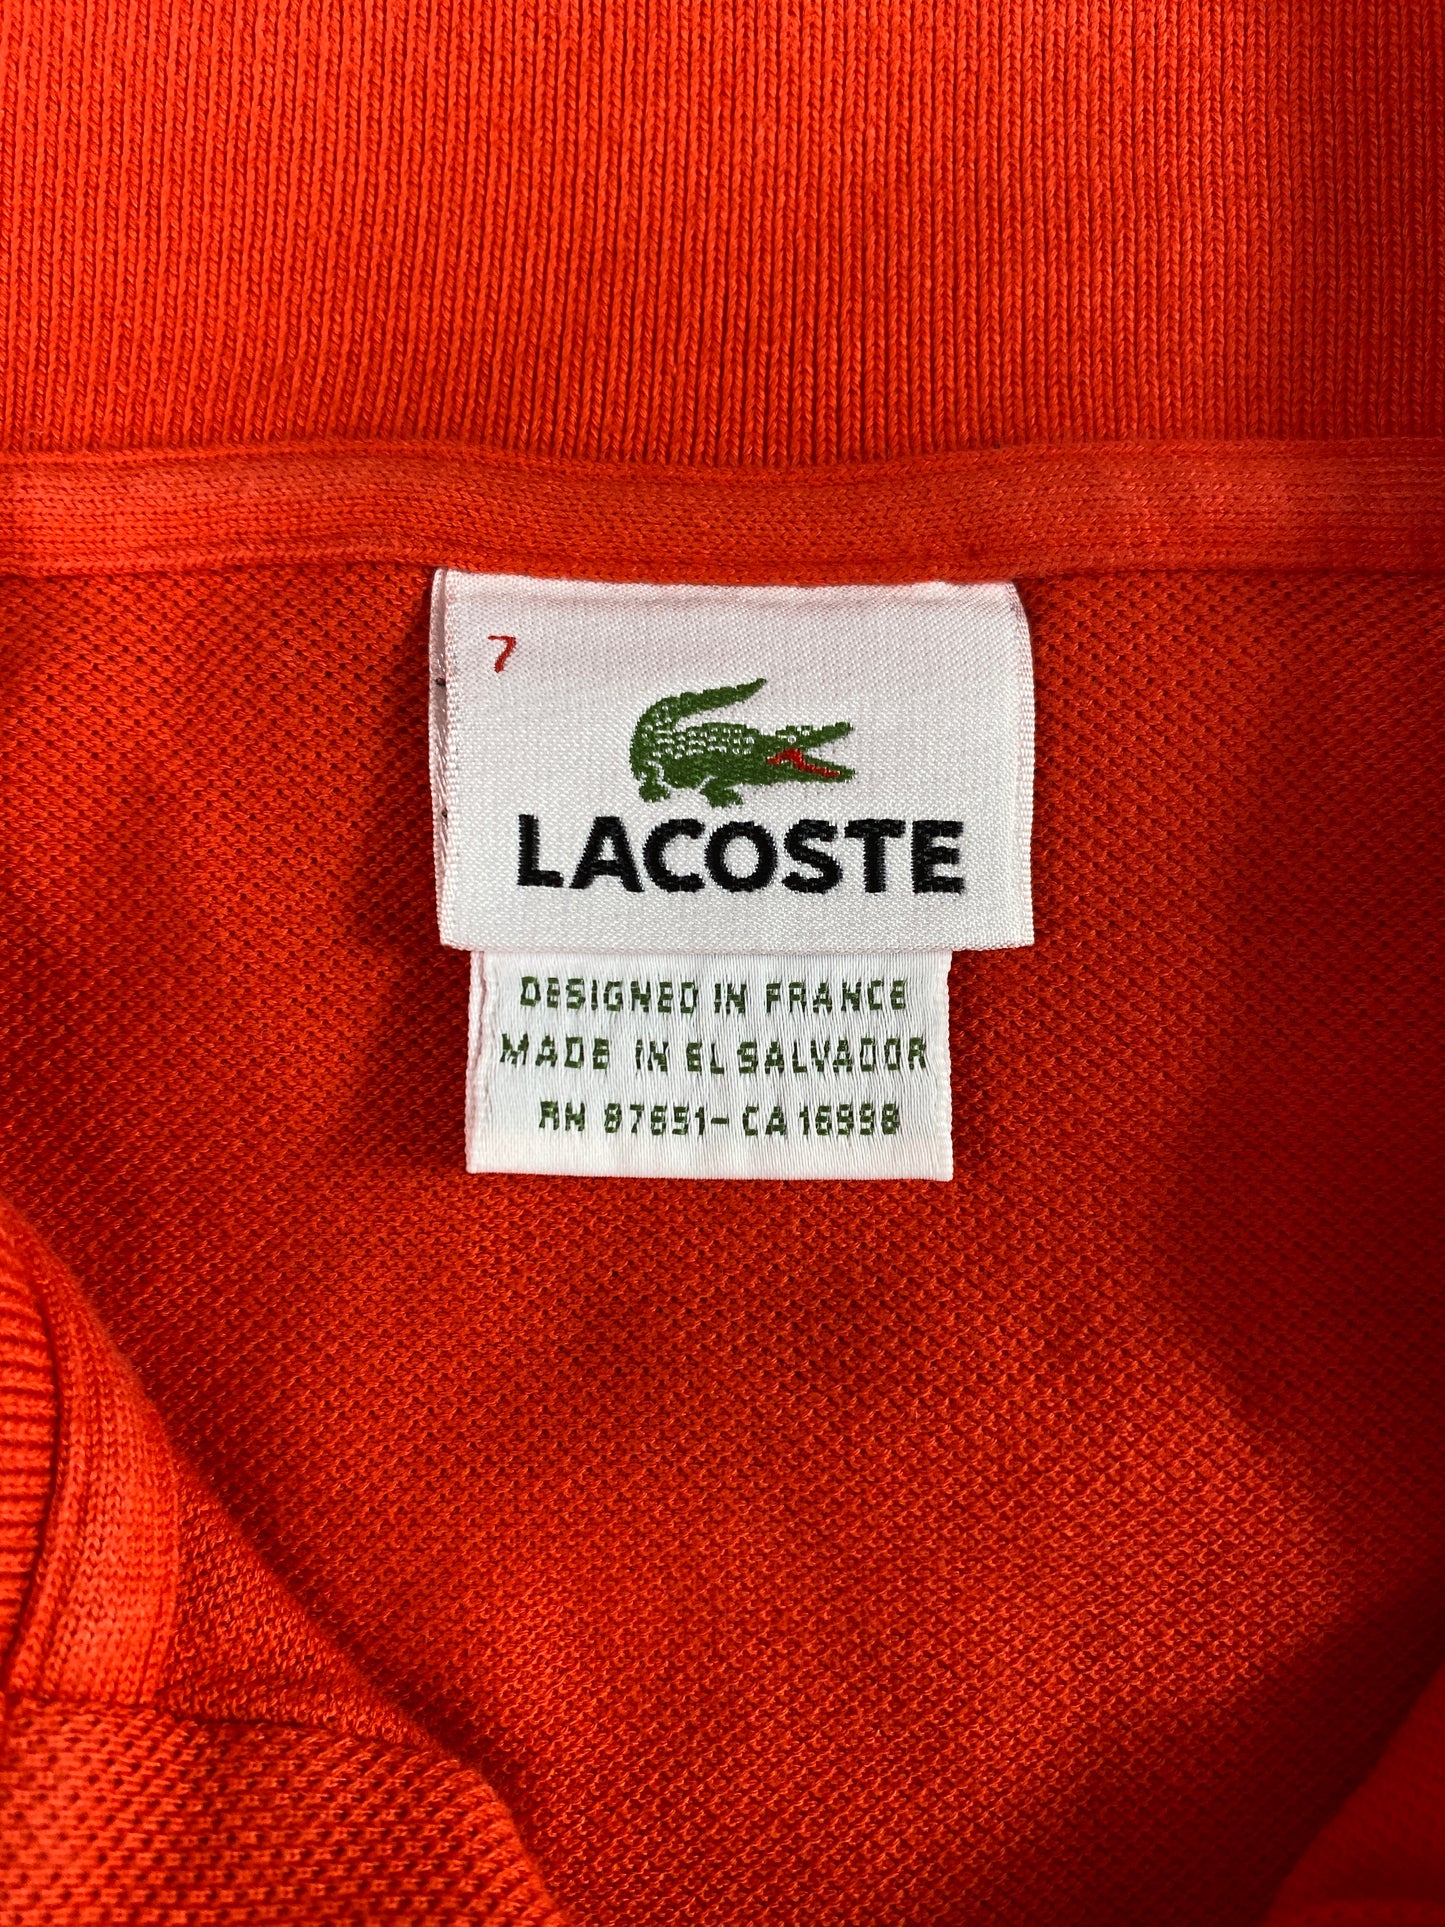 7
LACOSTE
DESIGNED IN FRANCE
MADE IN EL SALVADOR
RN 87651-CA 16998